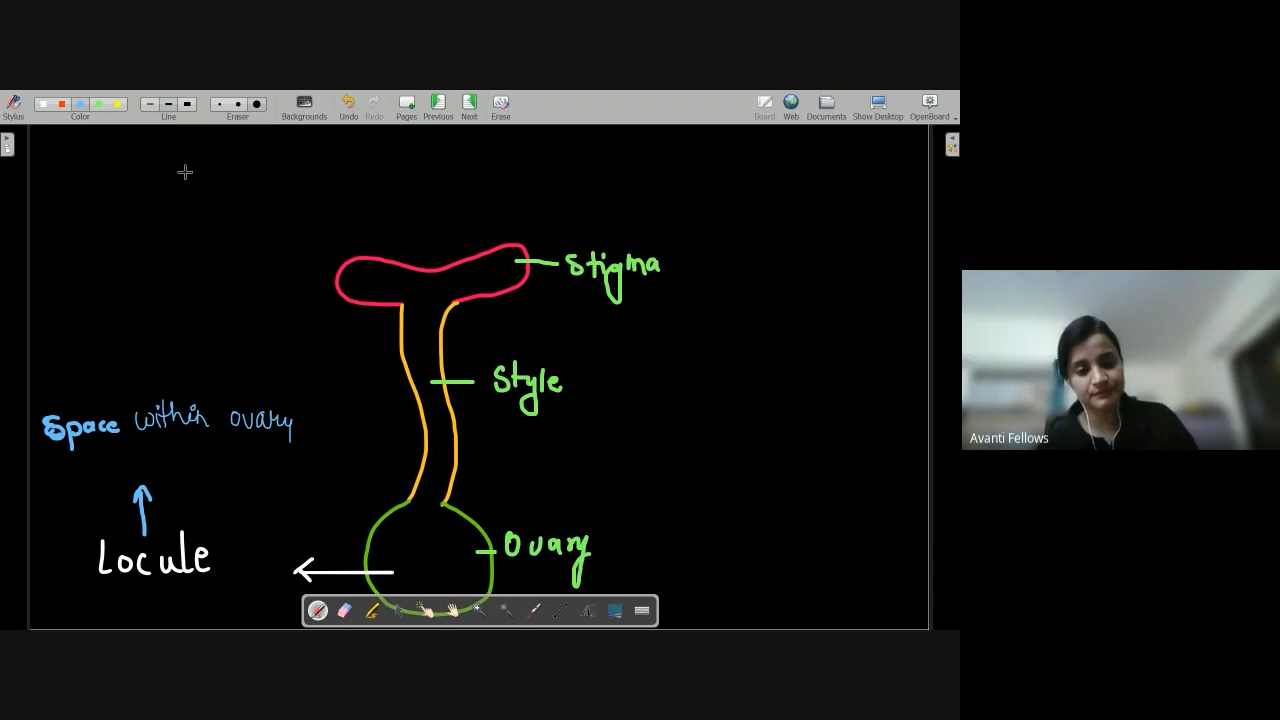 Stylus
Color
Line
Eraser
Backgrounds
Undo
Redo
Pages
Previous
Next
Erase
Board
Web
Documents
Show Desktop
OpenBoard
Stigma
Style
Space within ovary
Locule
Ovary
Avanti Fellows